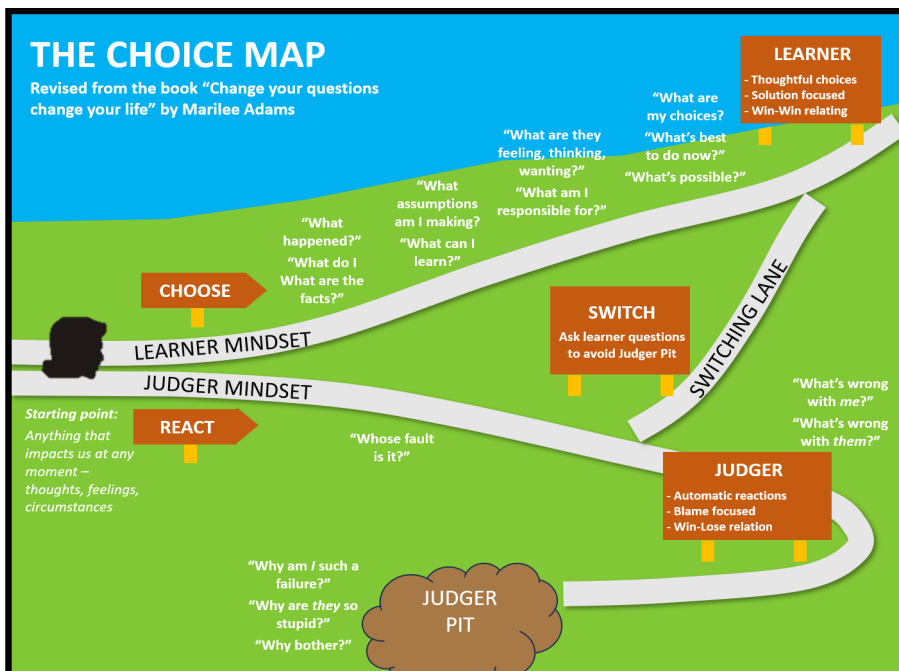 THE CHOICE MAP
Revised from the book “Change your questions
change your life” by Marilee Adams
LEARNER
- Thoughtful choices
- Solution focused
- Win-Win relating
“What are
my choices?
“What’s best
to do now?”
“What’s possible?”
“What are they
feeling, thinking,
wanting?”
“What am I
responsible for?”
“What
assumptions
am I making?
“What can I
learn?”
“What
happened?”
“What do I
What are the
facts?”
CHOOSE
LEARNER MINDSET
JUDGER MINDSET
REACT
Starting point:
Anything that
impacts us at any
moment –
thoughts, feelings,
circumstances
SWITCH
Ask learner questions
to avoid Judger Pit
SWITCHING LANE
“Whose fault
is it?”
“What’s wrong
with me?”
“What’s wrong
with them?”
JUDGER
- Automatic reactions
- Blame focused
- Win-Lose relation
“Why am I such a
failure?”
“Why are they so
stupid?”
“Why bother?”
JUDGER
PIT